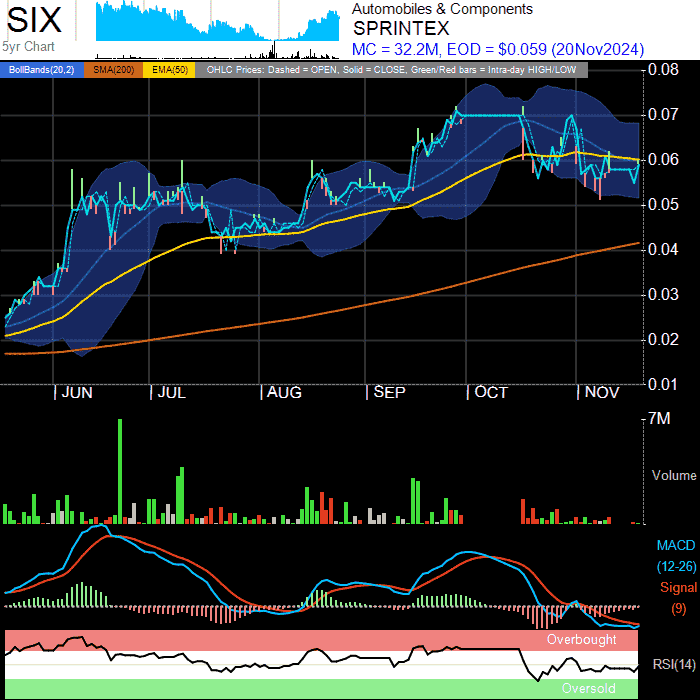 SIX
5yr Chart
Automobiles & Components
SPRINTEX
MC = 32.2M, EOD = $0.059 (20Nov2024)
BollBands(20,2) SMA(200) EMA(50) OHLC Prices: Dashed = OPEN, Solid = CLOSE, Green/Red bars = Intra-day HIGH/LOW
0.08
0.07
0.06
0.05
0.04
0.03
0.02
0.01
JUN JUL AUG SEP OCT NOV
7M
Volume
MACD
(12-26)
Signal
(9)
Overbought
RSI(14)
Oversold